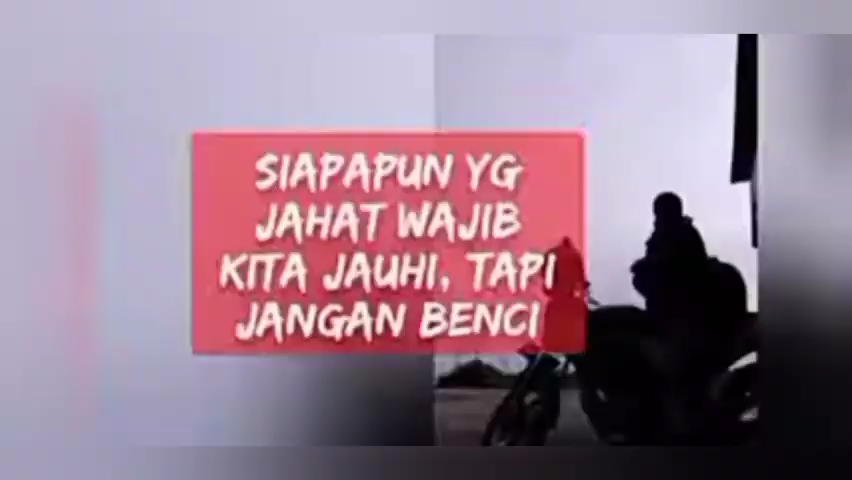 SIAPAPUN YG
JAHAT WAJIB
KITA JAUHI, TAPI
JANGAN BENCI